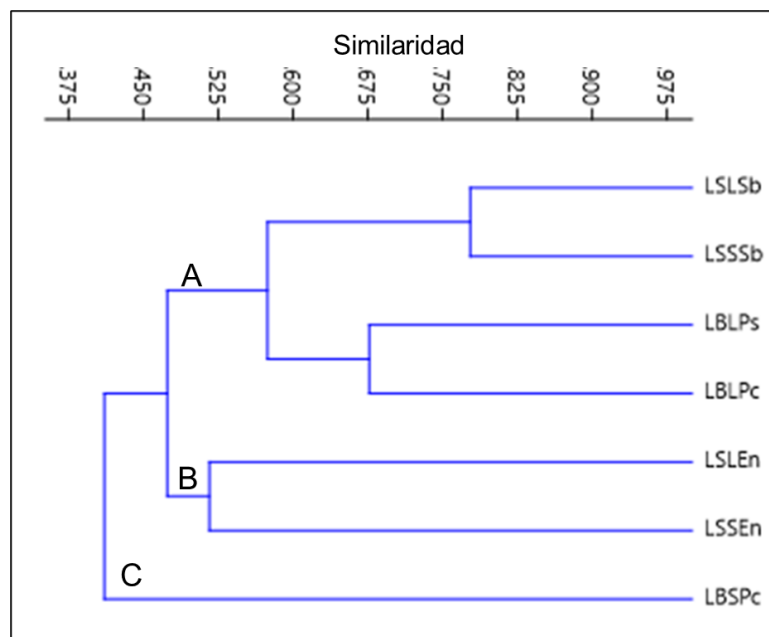 Similaridad
.375 .450 .525 .600 .675 .750 .825 .900 .975
LSLSb
LSSSb
A
LBLPs
LBLPc
LSLEn
B
LSSEn
C
LBSPc